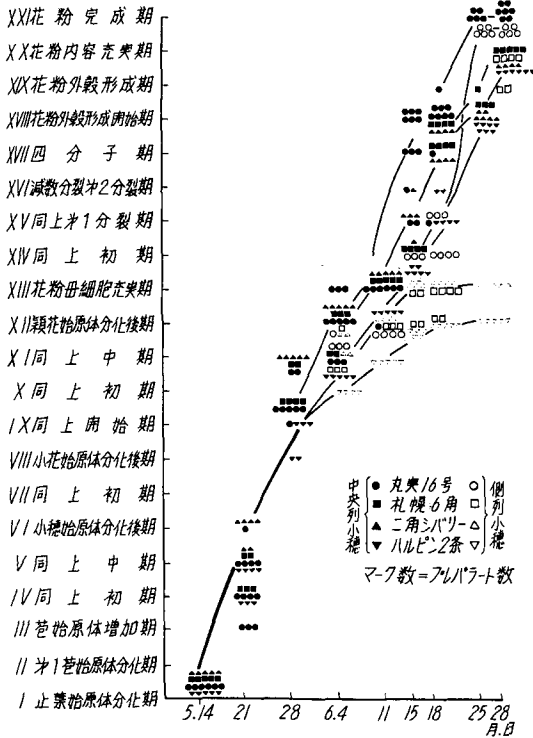 XXI花粉完成期
XX花粉内容充実期
XIX花粉外殻形成期
XVIII花粉外殻形成開始期
XVII四分子期
XVI減数分裂才2分裂期
XV同上才1分裂期
XIV同上初期
XIII花粉母細胞充実期
XII穎花始原体分化後期
XI同上中期
X同上初期
IX同上開始期
VIII小花始原体分化後期
VII同上初期
VI小穂始原体分化後期
V同上中期
IV同上初期
III苞始原体増加期
II才1苞始原体分化期
I止葉始原体分化期
中央列小穂
● 丸実16号 ○
■ 札幌6角 □
▲ 二角シバリー △
▼ ハルビン2条 ▽
側列小穂
マーク数=プレパラート数
5.14 21 28 6.4 11 15 18 25 28
月.日